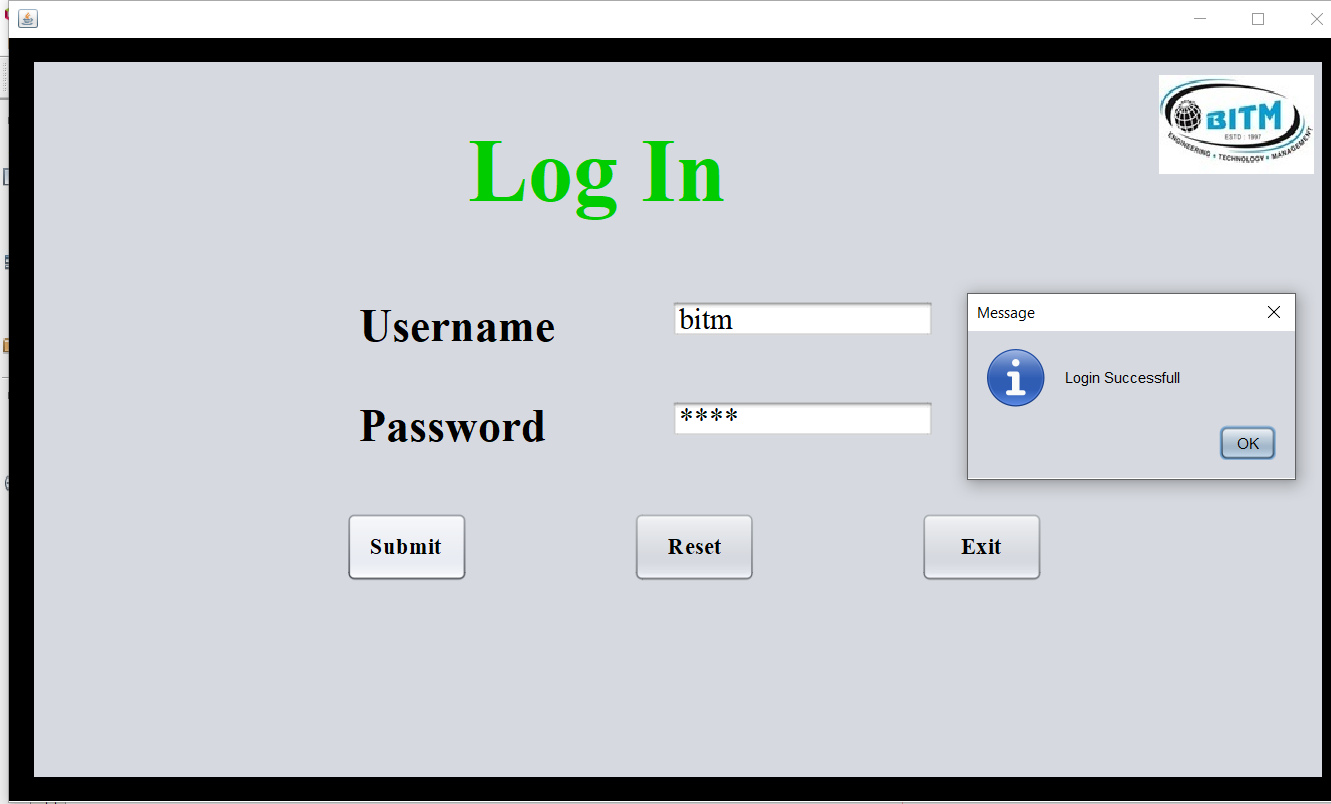 BITM
ESTD : 1997
ENGINEERING • TECHNOLOGY • MANAGEMENT
Log In
Username
bitm
Message
Login Successfull
OK
Password
****
Submit
Reset
Exit